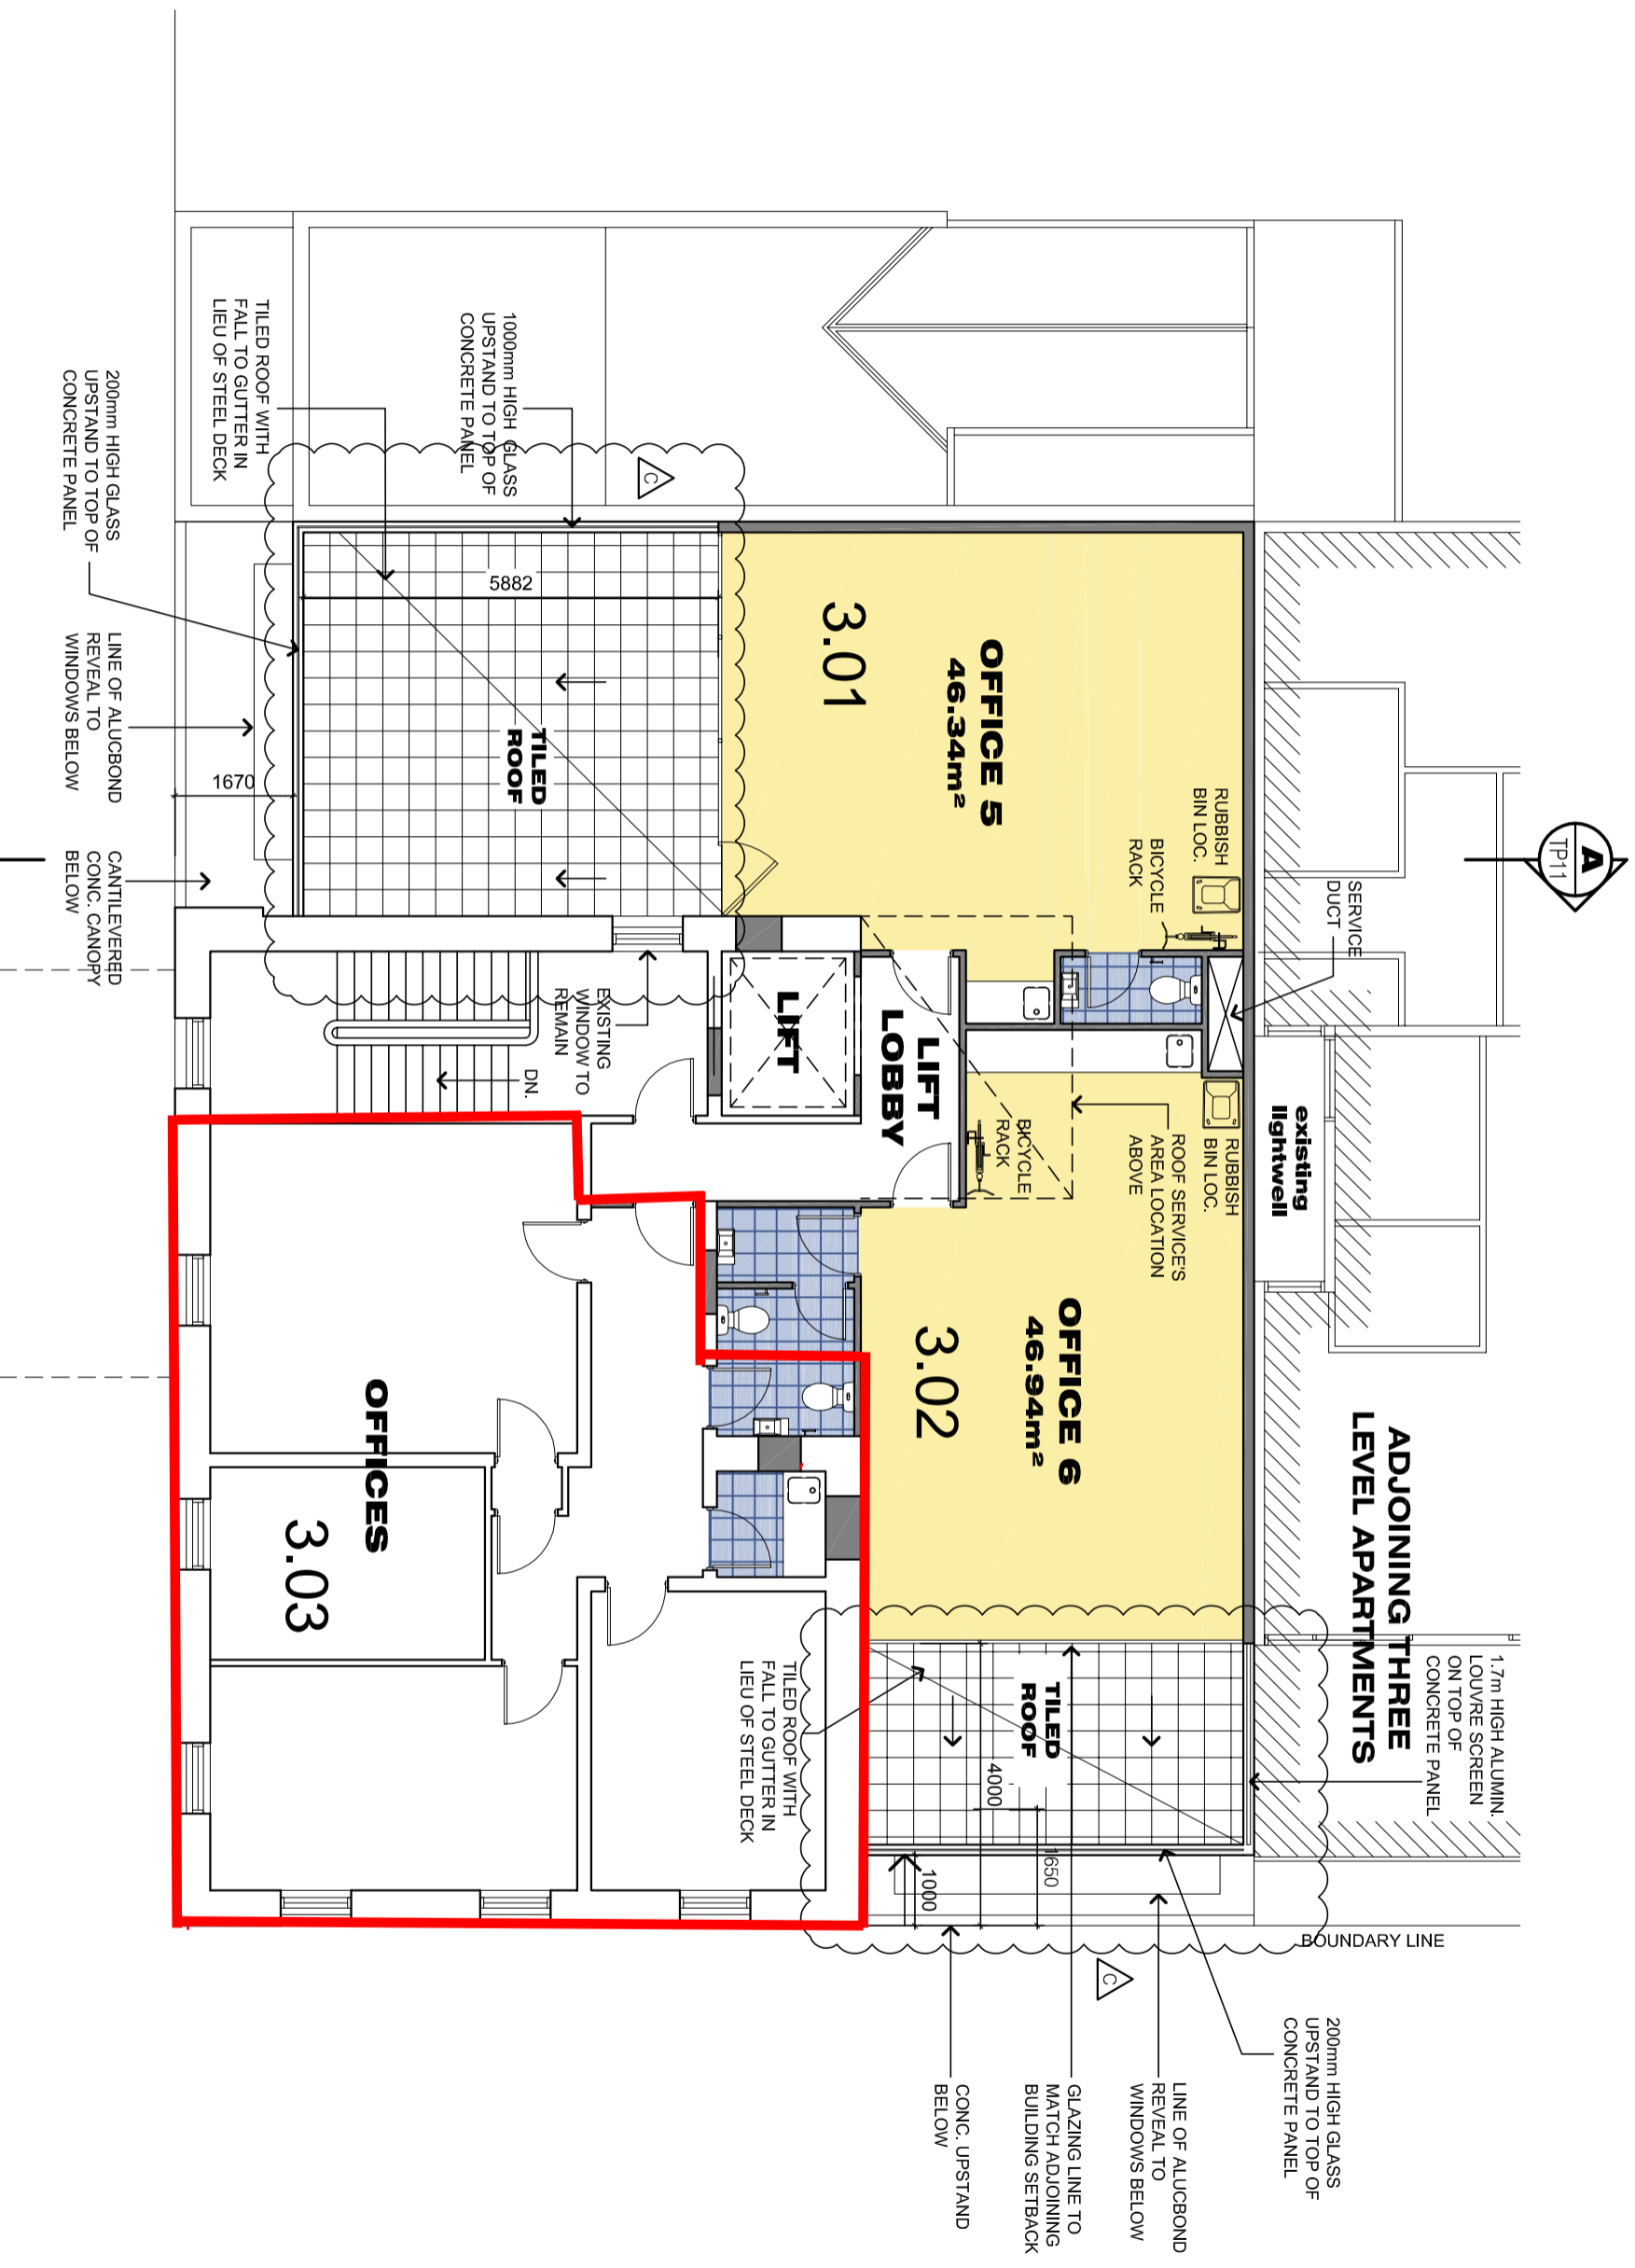 A
TP11
SERVICE
DUCT
RUBBISH
BIN LOC.
BICYCLE
RACK
OFFICE 5
46.34m²
3.01
1000mm HIGH GLASS
UPSTAND TO TOP OF
CONCRETE PANEL
TILED ROOF WITH
FALL TO GUTTER IN
LIEU OF STEEL DECK
200mm HIGH GLASS
UPSTAND TO TOP OF
CONCRETE PANEL
C
5882
TILED
ROOF
LINE OF ALUCBOND
REVEAL TO
WINDOWS BELOW
1670
CANTILEVERED
CONC. CANOPY
BELOW
EXISTING
WINDOW TO
REMAIN
DN.
LIFT
LIFT
LOBBY
BICYCLE
RACK
existing
lightwell
RUBBISH
BIN LOC.
ROOF SERVICE'S
AREA LOCATION
ABOVE
OFFICE 6
46.94m²
3.02
ADJOINING THREE
LEVEL APARTMENTS
OFFICES
3.03
1.7m HIGH ALUMIN.
LOUVRE SCREEN
ON TOP OF
CONCRETE PANEL
TILED
ROOF
TILED ROOF WITH
FALL TO GUTTER IN
LIEU OF STEEL DECK
4000
1650
1000
BOUNDARY LINE
C
200mm HIGH GLASS
UPSTAND TO TOP OF
CONCRETE PANEL
LINE OF ALUCBOND
REVEAL TO
WINDOWS BELOW
GLAZING LINE TO
MATCH ADJOINING
BUILDING SETBACK
CONC. UPSTAND
BELOW